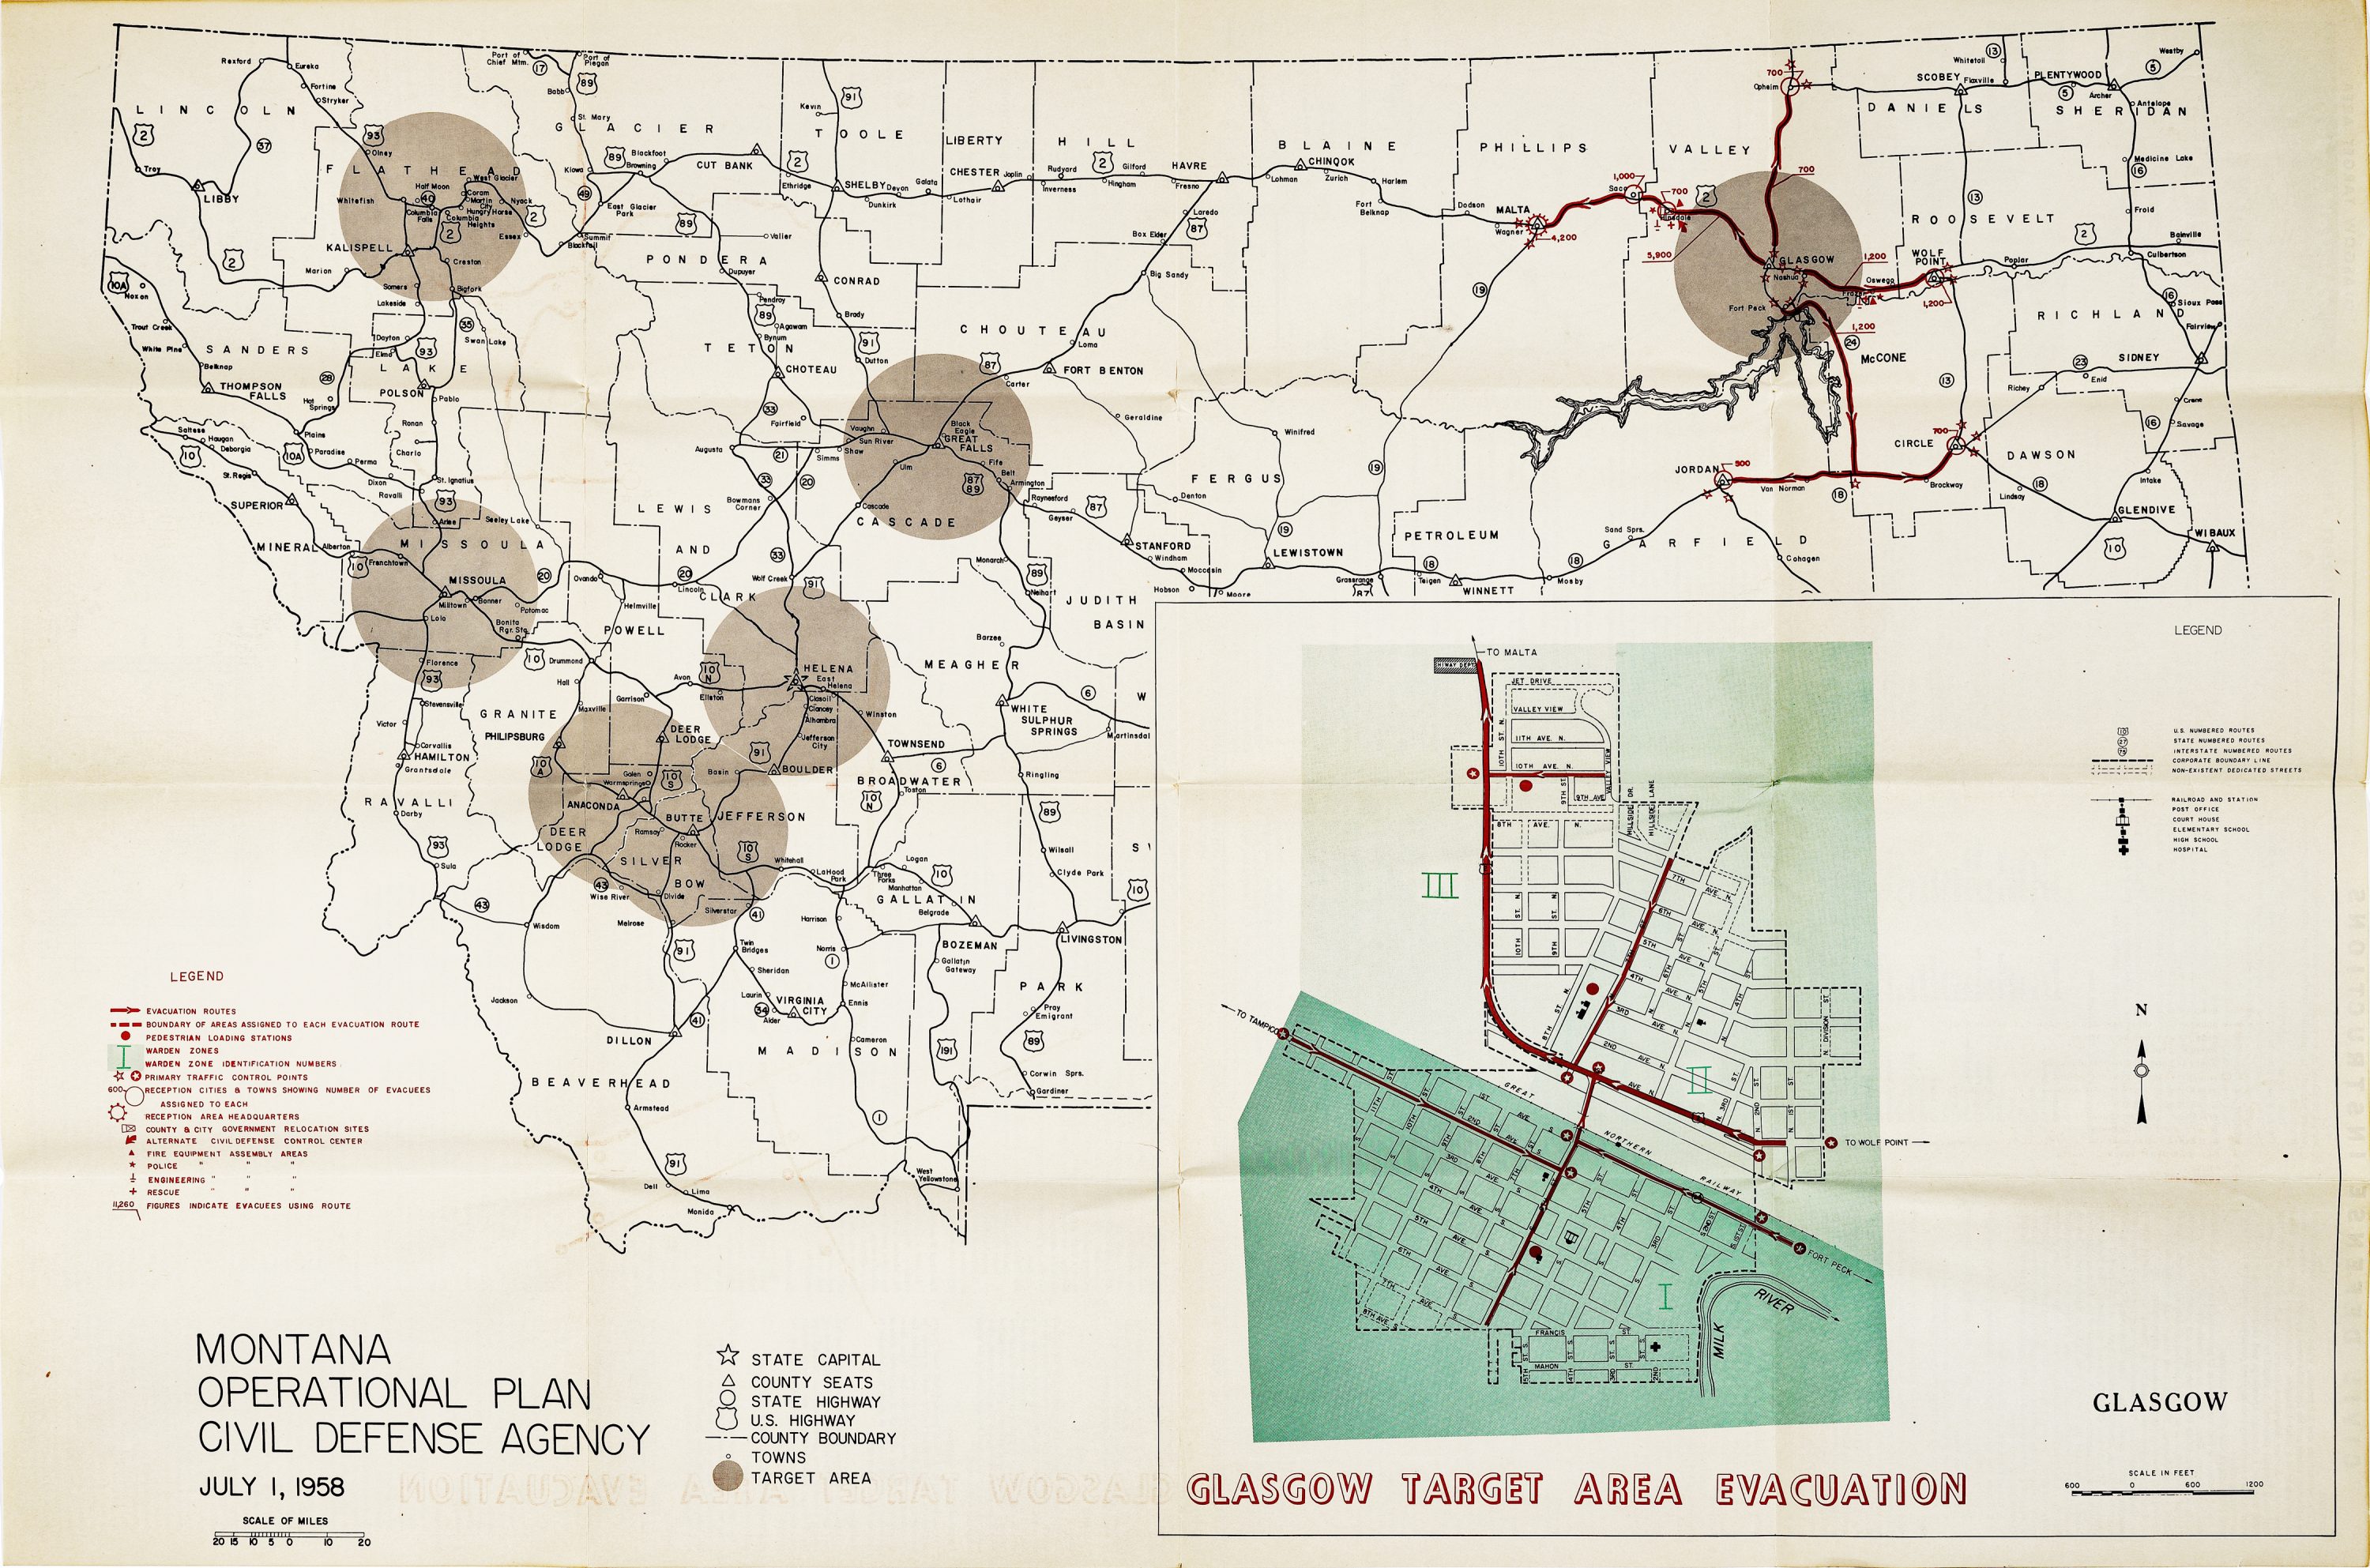 MONTANA
OPERATIONAL PLAN
CIVIL DEFENSE AGENCY
JULY 1, 1958
SCALE OF MILES
20 15 10 5 0 10 20
STATE CAPITAL
COUNTY SEATS
STATE HIGHWAY
U.S. HIGHWAY
COUNTY BOUNDARY
TOWNS
TARGET AREA
LEGEND
EVACUATION ROUTES
BOUNDARY OF AREAS ASSIGNED TO EACH EVACUATION ROUTE
PEDESTRIAN LOADING STATIONS
WARDEN ZONES
I
WARDEN ZONE IDENTIFICATION NUMBERS
PRIMARY TRAFFIC CONTROL POINTS
600 RECEPTION CITIES & TOWNS SHOWING NUMBER OF EVACUEES
ASSIGNED TO EACH
RECEPTION AREA HEADQUARTERS
COUNTY & CITY GOVERNMENT RELOCATION SITES
ALTERNATE CIVIL DEFENSE CONTROL CENTER
FIRE EQUIPMENT ASSEMBLY AREAS
POLICE " " "
ENGINEERING " " "
RESCUE " " "
11,260 FIGURES INDICATE EVACUEES USING ROUTE
LINCOLN
Rexford
Eureka
Fortine
Stryker
Troy
LIBBY
FLATHEAD
Olney
Half Moon
West Glacier
Coram
Martin City
Hungry Horse
Columbia Falls
Columbia Heights
Nyack
Essex
Whitefish
KALISPELL
Marion
Creston
Somers
Lakeside
Bigfork
Swan Lake
GLACIER
Port of Chief Mtn.
Port of Piegan
Babb
St. Mary
Kiowa
Blackfoot
Browning
CUT BANK
East Glacier Park
Summit
Blacktail
TOOLE
Kevin
Ethridge
SHELBY
Devon
Dunkirk
Galata
Lothair
LIBERTY
CHESTER
Joplin
HILL
Rudyard
Inverness
Hingham
Gilford
Fresno
HAVRE
Laredo
Box Elder
Big Sandy
BLAINE
Lohman
CHINOOK
Zurich
Harlem
Fort Belknap
PHILLIPS
Dodson
Wagner
MALTA
4,200
1,000
Saco
700
Hinsdale
5,900
VALLEY
700
Opheim
700
GLASGOW
Nashua
Fort Peck
1,200
Oswego
Frazer
WOLF POINT
1,200
1,200
McCONE
DANIELS
SCOBEY
Flaxville
Whitetail
PLENTYWOOD
Archer
Antelope
SHERIDAN
Westby
Medicine Lake
Froid
ROOSEVELT
Poplar
Bainville
Culbertson
RICHLAND
Sioux Pass
Fairview
SIDNEY
Enid
Richey
Crane
Savage
Intake
DAWSON
CIRCLE
700
Brockway
Van Norman
JORDAN
500
Lindsay
GLENDIVE
WIBAUX
GARFIELD
Sand Sprs.
Cohagen
Mosby
PETROLEUM
WINNETT
Teigen
Grassrange
FERGUS
Winifred
Denton
LEWISTOWN
Moore
Hobson
Moccasin
Windham
STANFORD
Geyser
Raynesford
JUDITH BASIN
CHOUTEAU
Loma
FORT BENTON
Geraldine
Carter
PONDERA
Valier
Dupuyer
CONRAD
Brady
TETON
Pendroy
Agawam
Bynum
CHOTEAU
Dutton
Fairfield
Augusta
Simms
Shaw
Vaughn
Sun River
Black Eagle
GREAT FALLS
Ulm
Fife
Belt
Armington
CASCADE
Cascade
Monarch
Neihart
SANDERS
Noxon
Trout Creek
White Pine
Belknap
THOMPSON FALLS
Hot Springs
Plains
Paradise
Perma
Dixon
Ravalli
LAKE
Dayton
Elmo
POLSON
Pablo
Ronan
Charlo
St. Ignatius
Saltese
Haugan
Deborgia
St. Regis
SUPERIOR
MINERAL
Alberton
MISSOULA
Arlee
Seeley Lake
Frenchtown
MISSOULA
Milltown
Bonner
Potomac
Lolo
Bonita Rgr. Sta.
Florence
LEWIS AND CLARK
Bowmans Corner
Wolf Creek
Lincoln
Ovando
Helmville
POWELL
HELENA
East Helena
Clasoil
Clancey
Alhambra
Jefferson City
Winston
Avon
Elliston
Garrison
Drummond
Hall
Maxville
GRANITE
PHILIPSBURG
DEER LODGE
BOULDER
Basin
Galen
Warmsprings
ANACONDA
BUTTE
JEFFERSON
Ramsay
Rocker
DEER LODGE
SILVER BOW
Wise River
Divide
Melrose
Silverstar
Whitehall
LaHood Park
MEAGHER
Barzee
WHITE SULPHUR SPRINGS
Martinsdal
Ringling
TOWNSEND
BROADWATER
Toston
Three Forks
Logan
Manhattan
GALLATIN
Belgrade
BOZEMAN
Gallatin Gateway
Wilsall
Clyde Park
LIVINGSTON
PARK
Pray
Emigrant
Corwin Sprs.
Gardiner
RAVALLI
Stevensville
Victor
Corvallis
HAMILTON
Grantsdale
Darby
Sula
Wisdom
Jackson
BEAVERHEAD
DILLON
Armstead
Dell
Lima
Monida
Twin Bridges
Sheridan
Laurin
Alder
VIRGINIA CITY
MADISON
Harrison
Norris
McAllister
Ennis
Cameron
West Yellowstone
GLASGOW TARGET AREA EVACUATION
TO MALTA
HIWAY DEPT
JET DRIVE
VALLEY VIEW
11TH AVE. N.
10TH AVE. N.
9TH AVE
8TH AVE. N.
10TH ST. N.
9TH ST.
VALLEY VIEW
HILLSIDE DR.
HILLSIDE LANE
7TH AVE. N.
6TH AVE. N.
5TH AVE. N.
4TH AVE. N.
3RD AVE. N.
2ND AVE. N.
8TH ST. N.
N. DIVISION ST.
III
II
I
TO TAMPICO
GREAT NORTHERN RAILWAY
TO WOLF POINT
FORT PECK
1ST AVE.
2ND AVE. S.
3RD AVE. S.
4TH AVE. S.
5TH AVE. S.
6TH AVE. S.
7TH AVE. S.
8TH AVE. S.
FRANCIS ST.
MAHON ST.
MILK RIVER
LEGEND
U.S. NUMBERED ROUTES
STATE NUMBERED ROUTES
INTERSTATE NUMBERED ROUTES
CORPORATE BOUNDARY LINE
NON-EXISTENT DEDICATED STREETS
RAILROAD AND STATION
POST OFFICE
COURT HOUSE
ELEMENTARY SCHOOL
HIGH SCHOOL
HOSPITAL
N
GLASGOW
SCALE IN FEET
600 0 600 1200